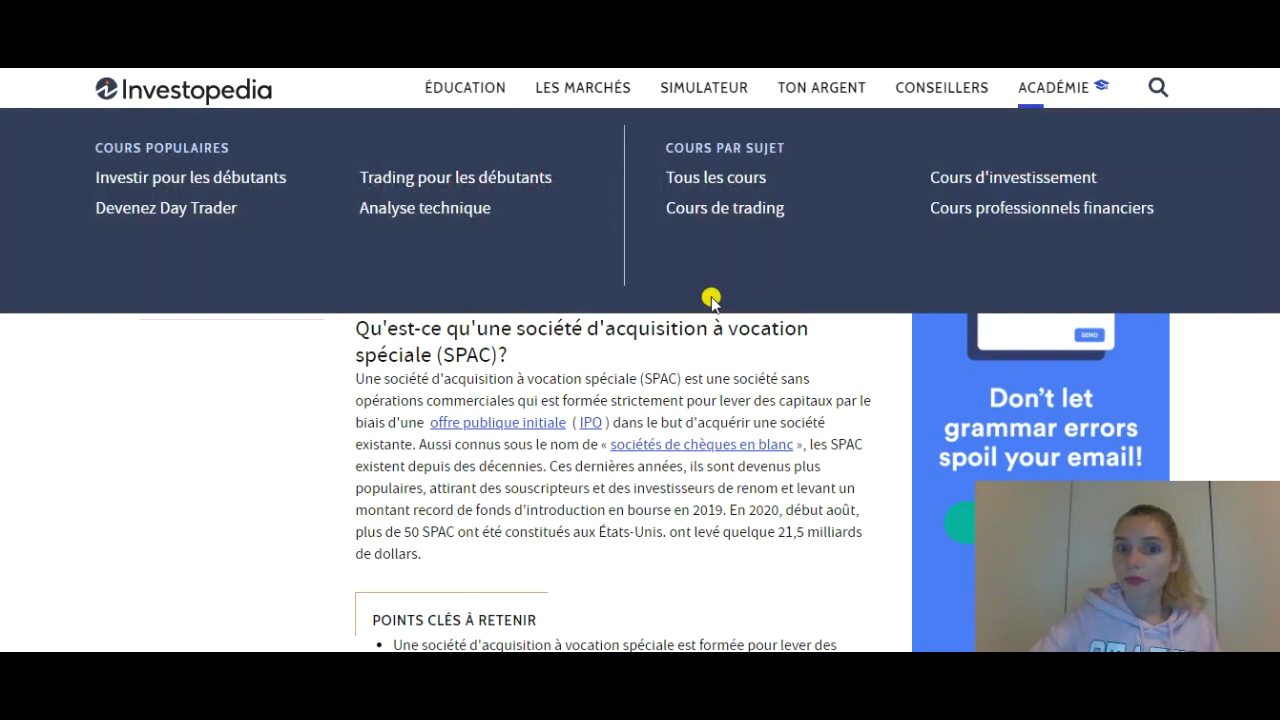 Investopedia
ÉDUCATION LES MARCHÉS SIMULATEUR TON ARGENT CONSEILLERS ACADÉMIE
COURS POPULAIRES
Investir pour les débutants Trading pour les débutants
Devenez Day Trader Analyse technique
COURS PAR SUJET
Tous les cours Cours d'investissement
Cours de trading Cours professionnels financiers
Qu'est-ce qu'une société d'acquisition à vocation
spéciale (SPAC)?
Une société d'acquisition à vocation spéciale (SPAC) est une société sans
opérations commerciales qui est formée strictement pour lever des capitaux par le
biais d'une offre publique initiale ( IPO ) dans le but d'acquérir une société
existante. Aussi connus sous le nom de « sociétés de chèques en blanc », les SPAC
existent depuis des décennies. Ces dernières années, ils sont devenus plus
populaires, attirant des souscripteurs et des investisseurs de renom et levant un
montant record de fonds d'introduction en bourse en 2019. En 2020, début août,
plus de 50 SPAC ont été constitués aux États-Unis. ont levé quelque 21,5 milliards
de dollars.
POINTS CLÉS À RETENIR
• Une société d'acquisition à vocation spéciale est formée pour lever des
SEND
Don't let
grammar errors
spoil your email!